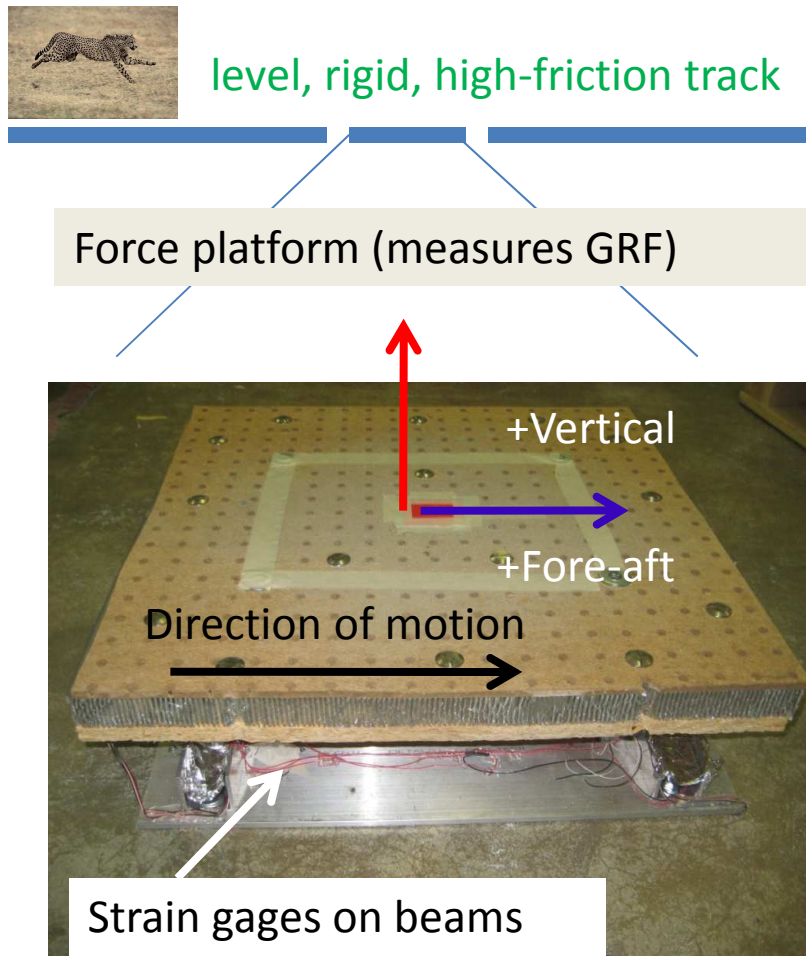 level, rigid, high-friction track
Force platform (measures GRF)
+Vertical
+Fore-aft
Direction of motion
Strain gages on beams